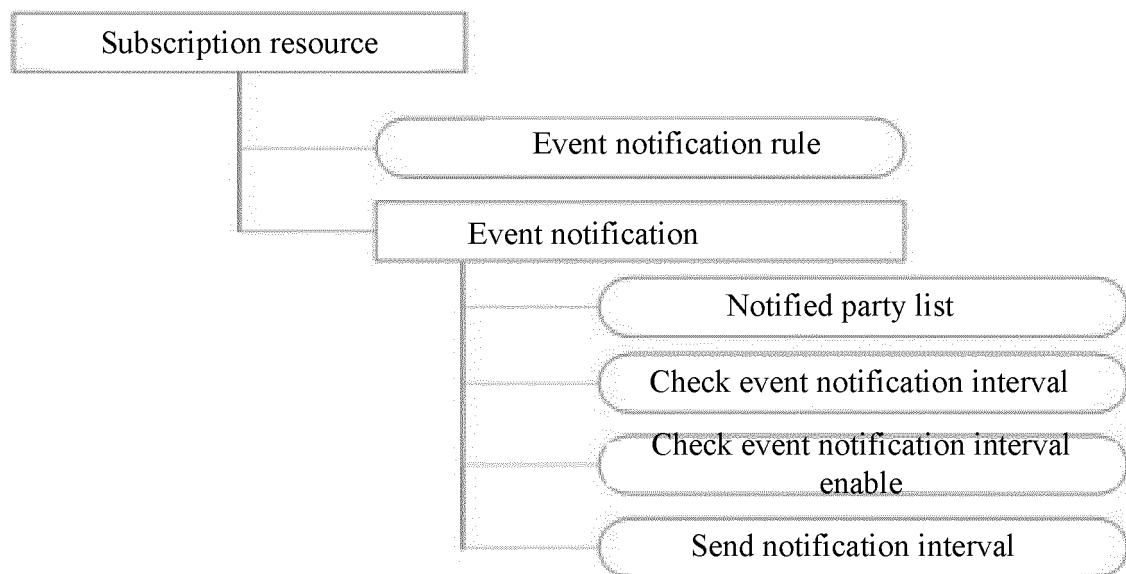 Subscription resource
Event notification rule
Event notification
Notified party list
Check event notification interval
Check event notification interval
enable
Send notification interval